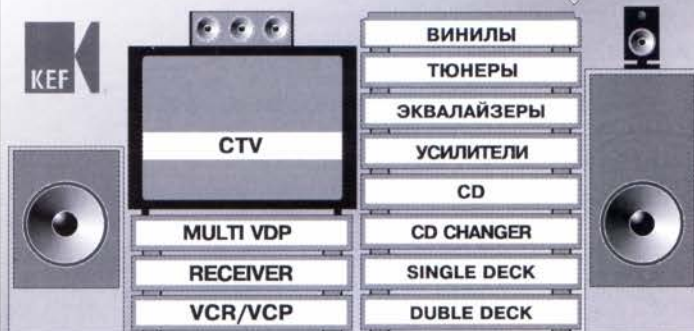 KEF
CTV
MULTI VDP
RECEIVER
VCR/VCP
ВИНИЛЫ
ТЮНЕРЫ
ЭКВАЛАЙЗЕРЫ
УСИЛИТЕЛИ
CD
CD CHANGER
SINGLE DECK
DUBLE DECK